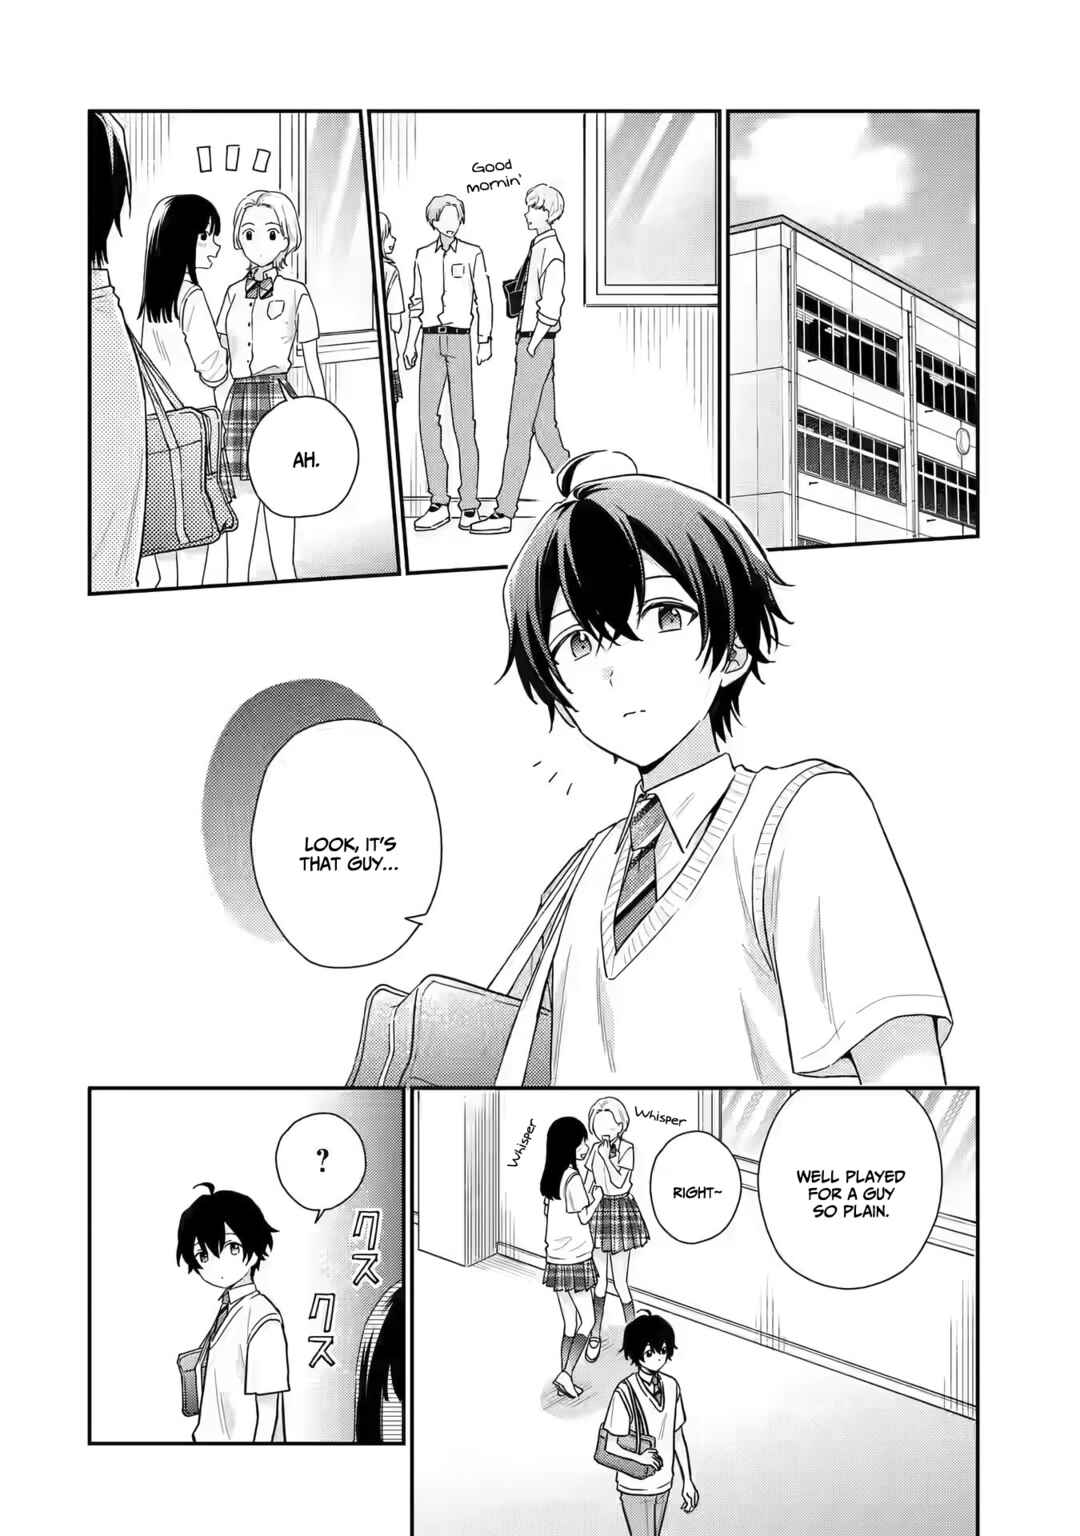 Good
mornin'
AH.
LOOK, IT'S
THAT GUY...
WELL PLAYED
FOR A GUY
SO PLAIN.
RIGHT~
Whisper
Whisper
?
クス
クス